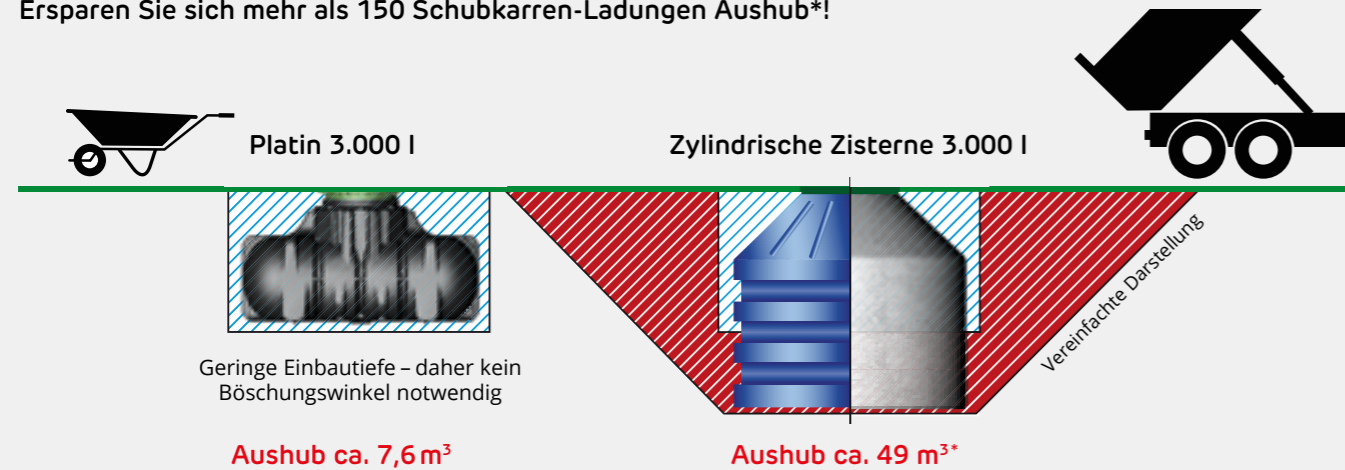 Ersparen Sie sich mehr als 150 Schubkarren-Ladungen Aushub*!
Platin 3.000 l
Zylindrische Zisterne 3.000 l
Vereinfachte Darstellung
Geringe Einbautiefe – daher kein
Böschungswinkel notwendig
Aushub ca. 7,6 m³
Aushub ca. 49 m³*